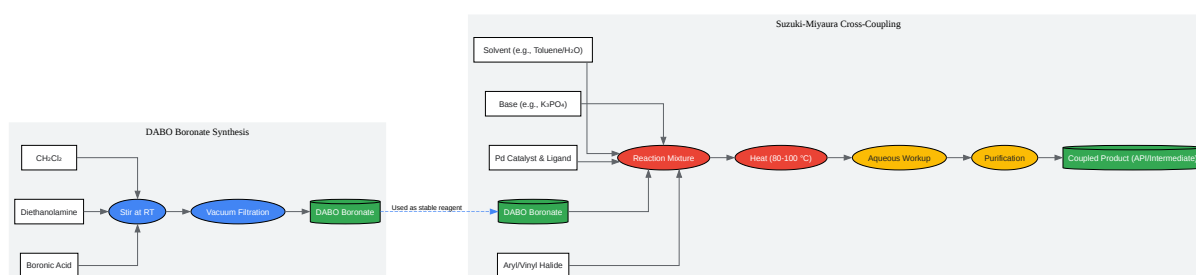 Suzuki-Miyaura Cross-Coupling
Solvent (e.g., Toluene/H₂O)
Base (e.g., K₃PO₄)
Pd Catalyst & Ligand
Reaction Mixture
Heat (80-100 °C)
Aqueous Workup
Purification
Coupled Product (API/Intermediate)
DABO Boronate
Aryl/Vinyl Halide
DABO Boronate Synthesis
CH₂Cl₂
Diethanolamine
Stir at RT
Vacuum Filtration
DABO Boronate
Used as stable reagent
Boronic Acid